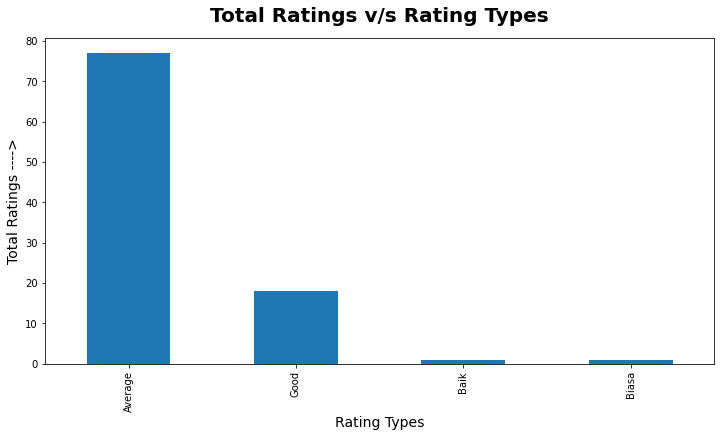 Total Ratings v/s Rating Types
Total Ratings ---->
80
70
60
50
40
30
20
10
0
Average
Good
Baik
Biasa
Rating Types